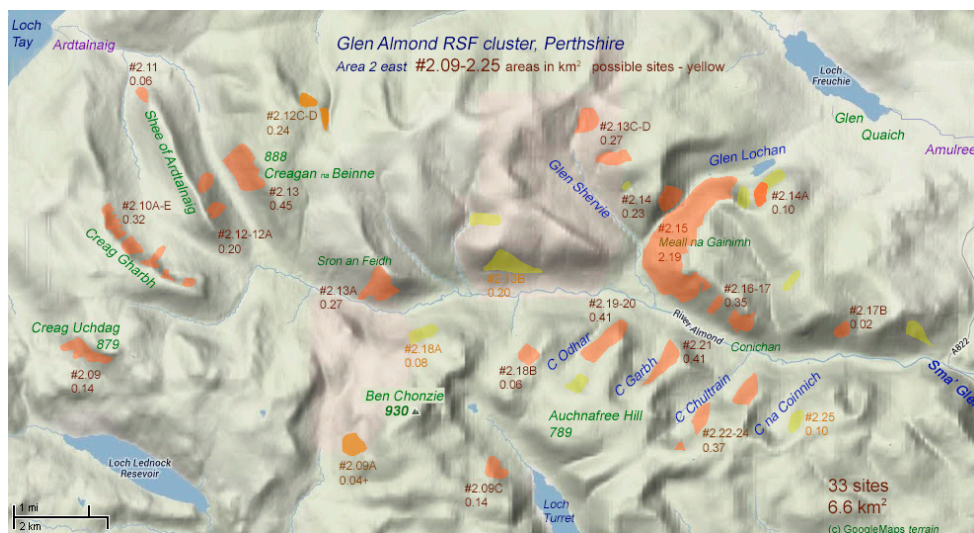 Loch
Tay
Ardtalnaig
Glen Almond RSF cluster, Perthshire
Area 2 east #2.09-2.25 areas in km² possible sites - yellow
#2.11
0.06
Shee of Ardtalnaig
#2.12C-D
0.24
888
Creagan na Beinne
#2.13
0.45
#2.10A-E
0.32
Creag Gharbh
#2.12-12A
0.20
#2.13C-D
0.27
Glen Shervie
#2.14
0.23
Glen Lochan
#2.14A
0.10
Loch
Freuchie
Glen
Quaich
Amulree
#2.15
Meall na Gainimh
2.19
Sron an Feidh
#2.13A
0.27
#2.13B
0.20
#2.16-17
0.35
#2.17B
0.02
#2.19-20
0.41
River Almond
Conichan
A822
Sma' Gle
Creag Uchdag
879
#2.09
0.14
#2.18A
0.08
#2.18B
0.06
C Odhar
C Garbh
#2.21
0.41
C Chultrain
C na Coinnich
#2.25
0.10
#2.22-24
0.37
Ben Chonzie
930
Auchnafree Hill
789
#2.09A
0.04+
#2.09C
0.14
Loch Lednock
Resevoir
Loch
Turret
33 sites
6.6 km²
1 mi
2 km
(c) GoogleMaps terrain